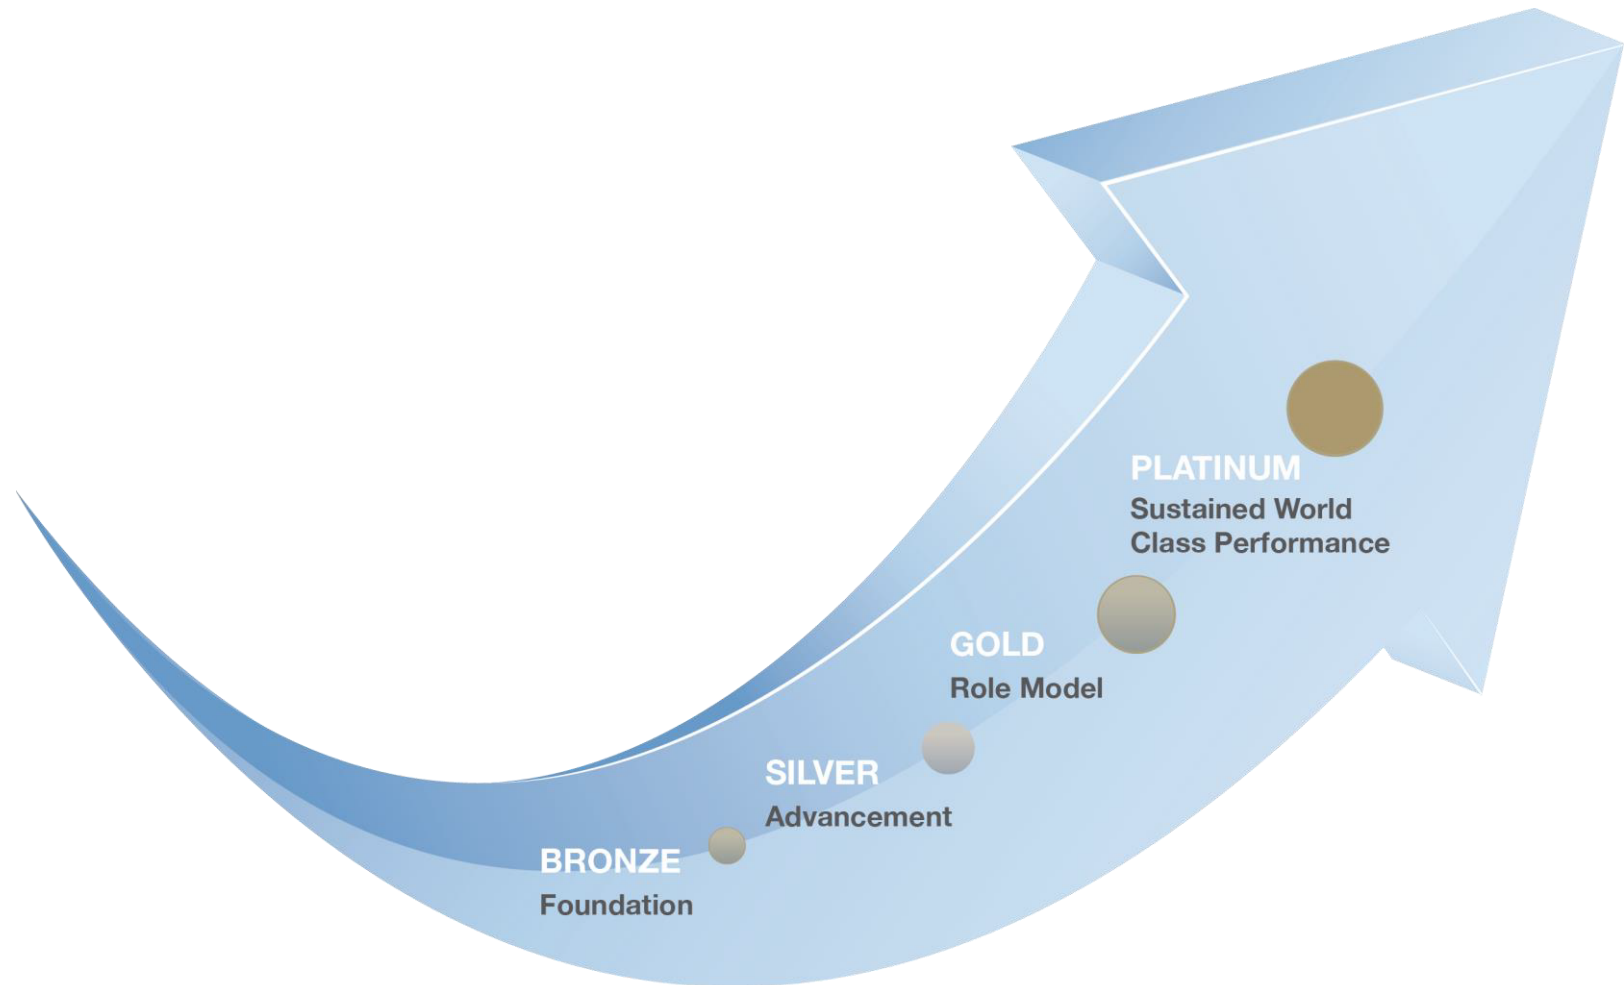 PLATINUM
Sustained World
Class Performance
GOLD
Role Model
SILVER
Advancement
BRONZE
Foundation